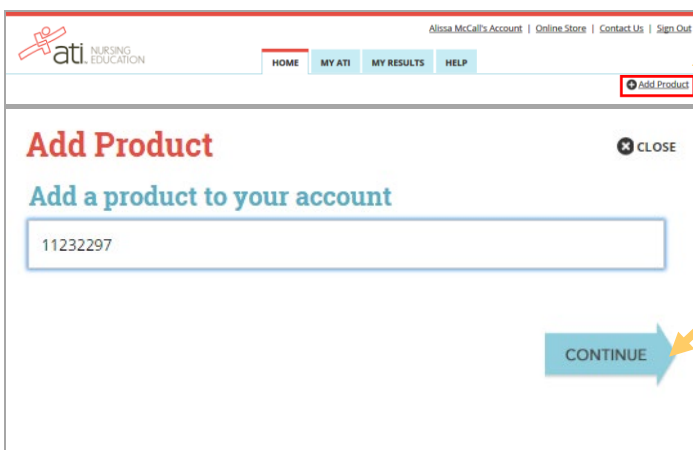 Alissa McCall's Account | Online Store | Contact Us | Sign Out
ati NURSING EDUCATION
HOME MY ATI MY RESULTS HELP
Add Product
Add Product
CLOSE
Add a product to your account
11232297
CONTINUE